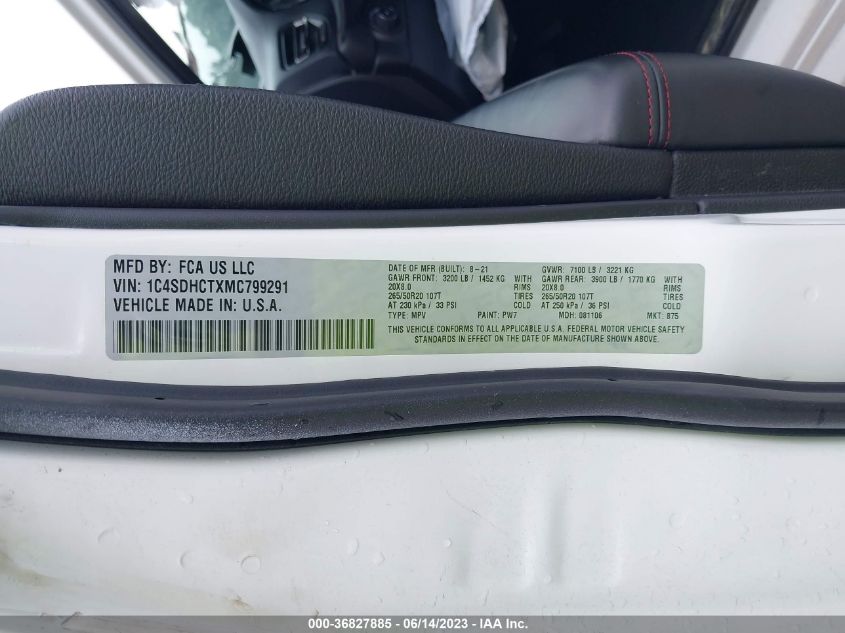 MFD BY: FCA US LLC
VIN: 1C4SDHCTXMC799291
VEHICLE MADE IN: U.S.A.
DATE OF MFR (BUILT): 8-21 GVWR: 7100 LB / 3221 KG
GAWR FRONT: 3200 LB / 1452 KG WITH GAWR REAR: 3900 LB / 1770 KG WITH
20X8.0 RIMS 20X8.0 RIMS
265/50R20 107T TIRES 265/50R20 107T TIRES
AT 230 kPa / 33 PSI COLD AT 250 kPa / 36 PSI COLD
TYPE: MPV PAINT: PW7 MDH: 081106 MKT: 875
THIS VEHICLE CONFORMS TO ALL APPLICABLE U.S.A. FEDERAL MOTOR VEHICLE SAFETY
STANDARDS IN EFFECT ON THE DATE OF MANUFACTURE SHOWN ABOVE.
000-36827885 - 06/14/2023 - IAA Inc.